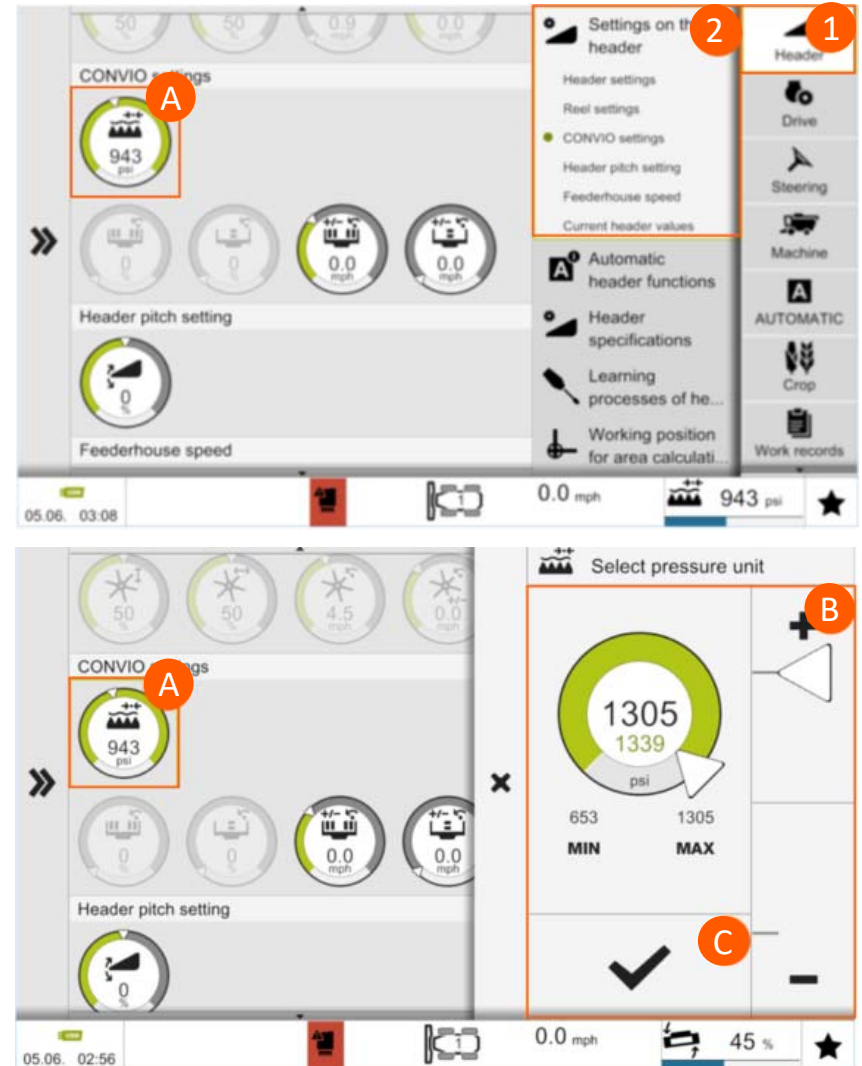 50
50
0.9
0.0
CONVIO settings
A
943
psi
0
0
0.0
mph
0.0
mph
Header pitch setting
0
%
Feederhouse speed
Settings on the
header
2
Header settings
Reel settings
CONVIO settings
Header pitch setting
Feederhouse speed
Current header values
Automatic
header functions
Header
specifications
Learning
processes of he...
Working position
for area calculati...
1
Header
Drive
Steering
Machine
A
AUTOMATIC
Crop
Work records
05.06. 03:08
1
0.0 mph
943 psi
50
%
50
%
4.5
mph
0.0
mph
CONVIO settings
A
943
psi
0
0
0.0
mph
0.0
mph
Header pitch setting
0
%
Select pressure unit
B
1305
1339
psi
653
1305
MIN
MAX
C
05.06. 02:56
1
0.0 mph
45 %